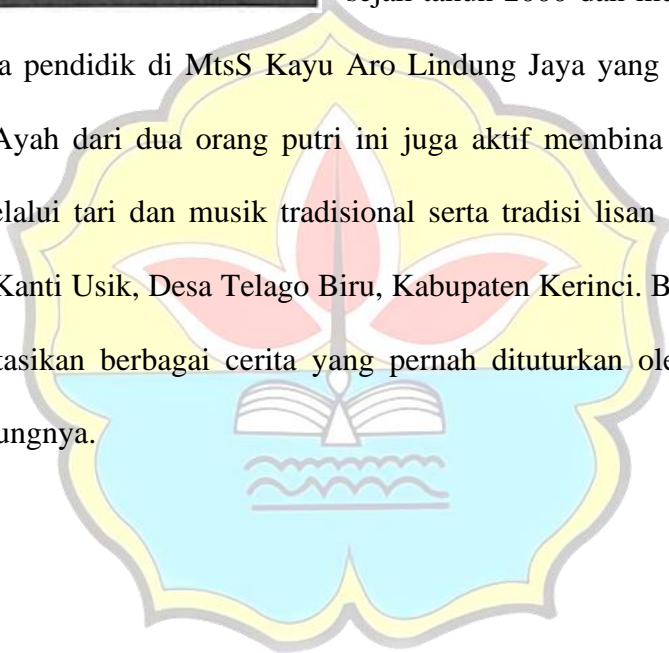 a pendidik di MtsS Kayu Aro Lindung Jaya yang
Ayah dari dua orang putri ini juga aktif membina
elalui tari dan musik tradisional serta tradisi lisan
Kanti Usik, Desa Telago Biru, Kabupaten Kerinci. B
tasikan berbagai cerita yang pernah dituturkan ole
ungnya.